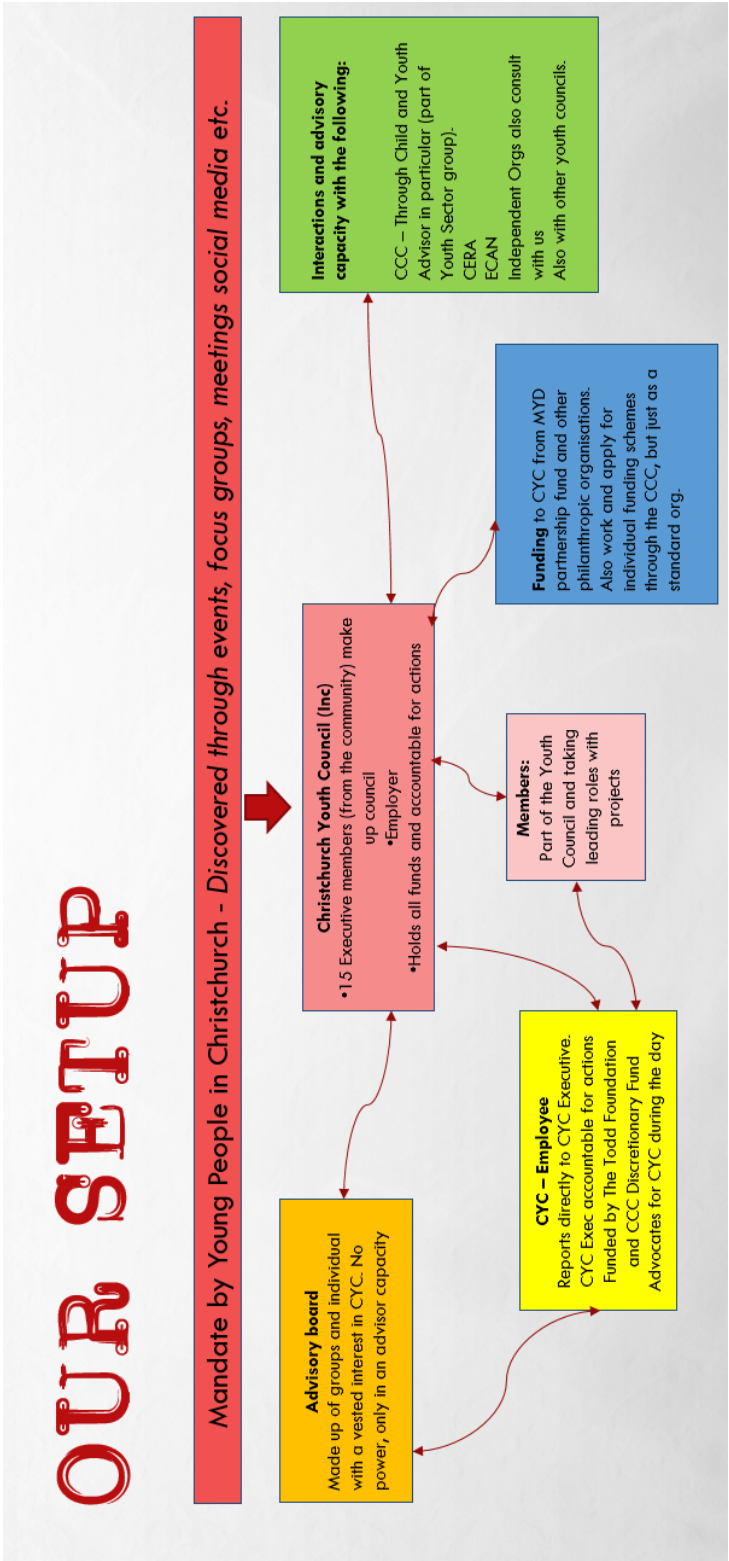 OUR SETUP
Mandate by Young People in Christchurch - Discovered through events, focus groups, meetings social media etc.
Advisory board
Made up of groups and individual
with a vested interest in CYC. No
power, only in an advisor capacity
Christchurch Youth Council (Inc)
•15 Executive members (from the community) make
up council
•Employer
•Holds all funds and accountable for actions
Interactions and advisory
capacity with the following:
CCC – Through Child and Youth
Advisor in particular (part of
Youth Sector group).
CERA
ECAN
Independent Orgs also consult
with us
Also with other youth councils.
CYC – Employee
Reports directly to CYC Executive.
CYC Exec accountable for actions
Funded by The Todd Foundation
and CCC Discretionary Fund
Advocates for CYC during the day
Members:
Part of the Youth
Council and taking
leading roles with
projects
Funding to CYC from MYD
partnership fund and other
philanthropic organisations.
Also work and apply for
individual funding schemes
through the CCC, but just as a
standard org.